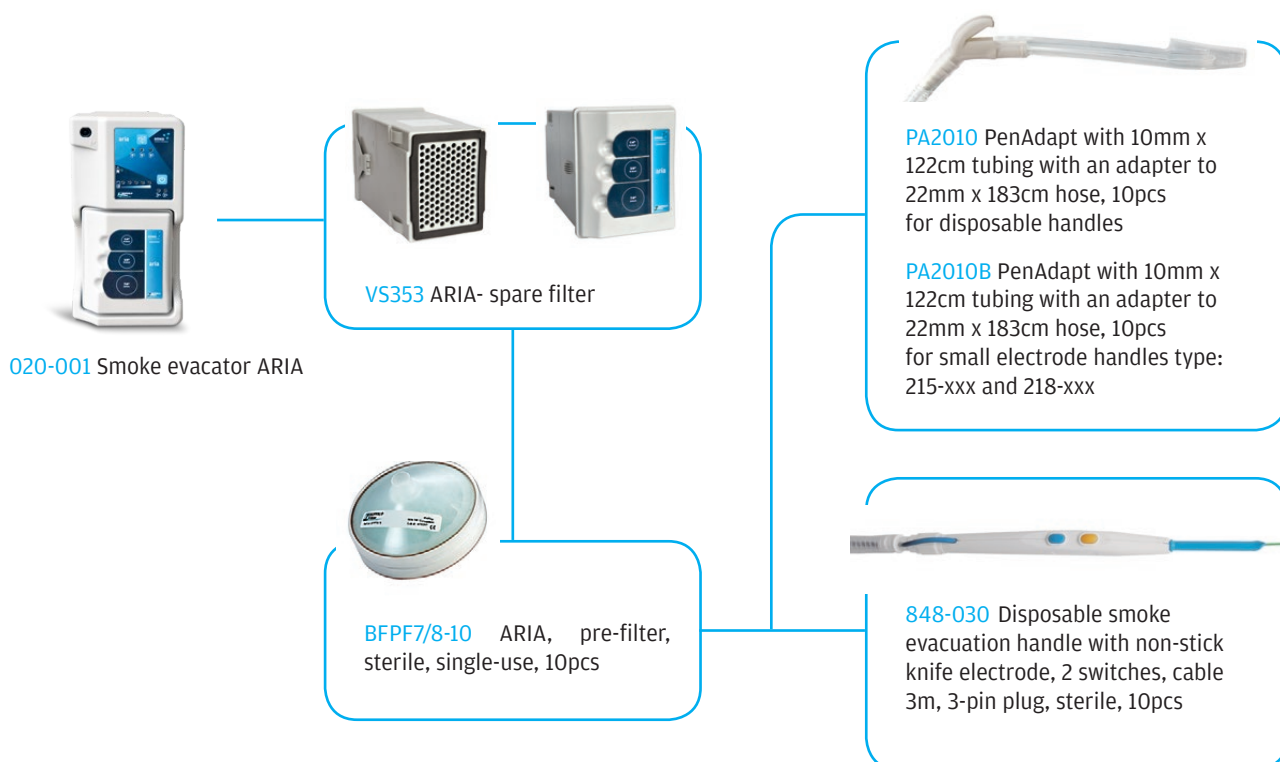 020-001 Smoke evacator ARIA
VS353 ARIA- spare filter
BFPF7/8-10 ARIA, pre-filter,
sterile, single-use, 10pcs
PA2010 PenAdapt with 10mm x
122cm tubing with an adapter to
22mm x 183cm hose, 10pcs
for disposable handles
PA2010B PenAdapt with 10mm x
122cm tubing with an adapter to
22mm x 183cm hose, 10pcs
for small electrode handles type:
215-xxx and 218-xxx
848-030 Disposable smoke
evacuation handle with non-stick
knife electrode, 2 switches, cable
3m, 3-pin plug, sterile, 10pcs
aria
aria
aria